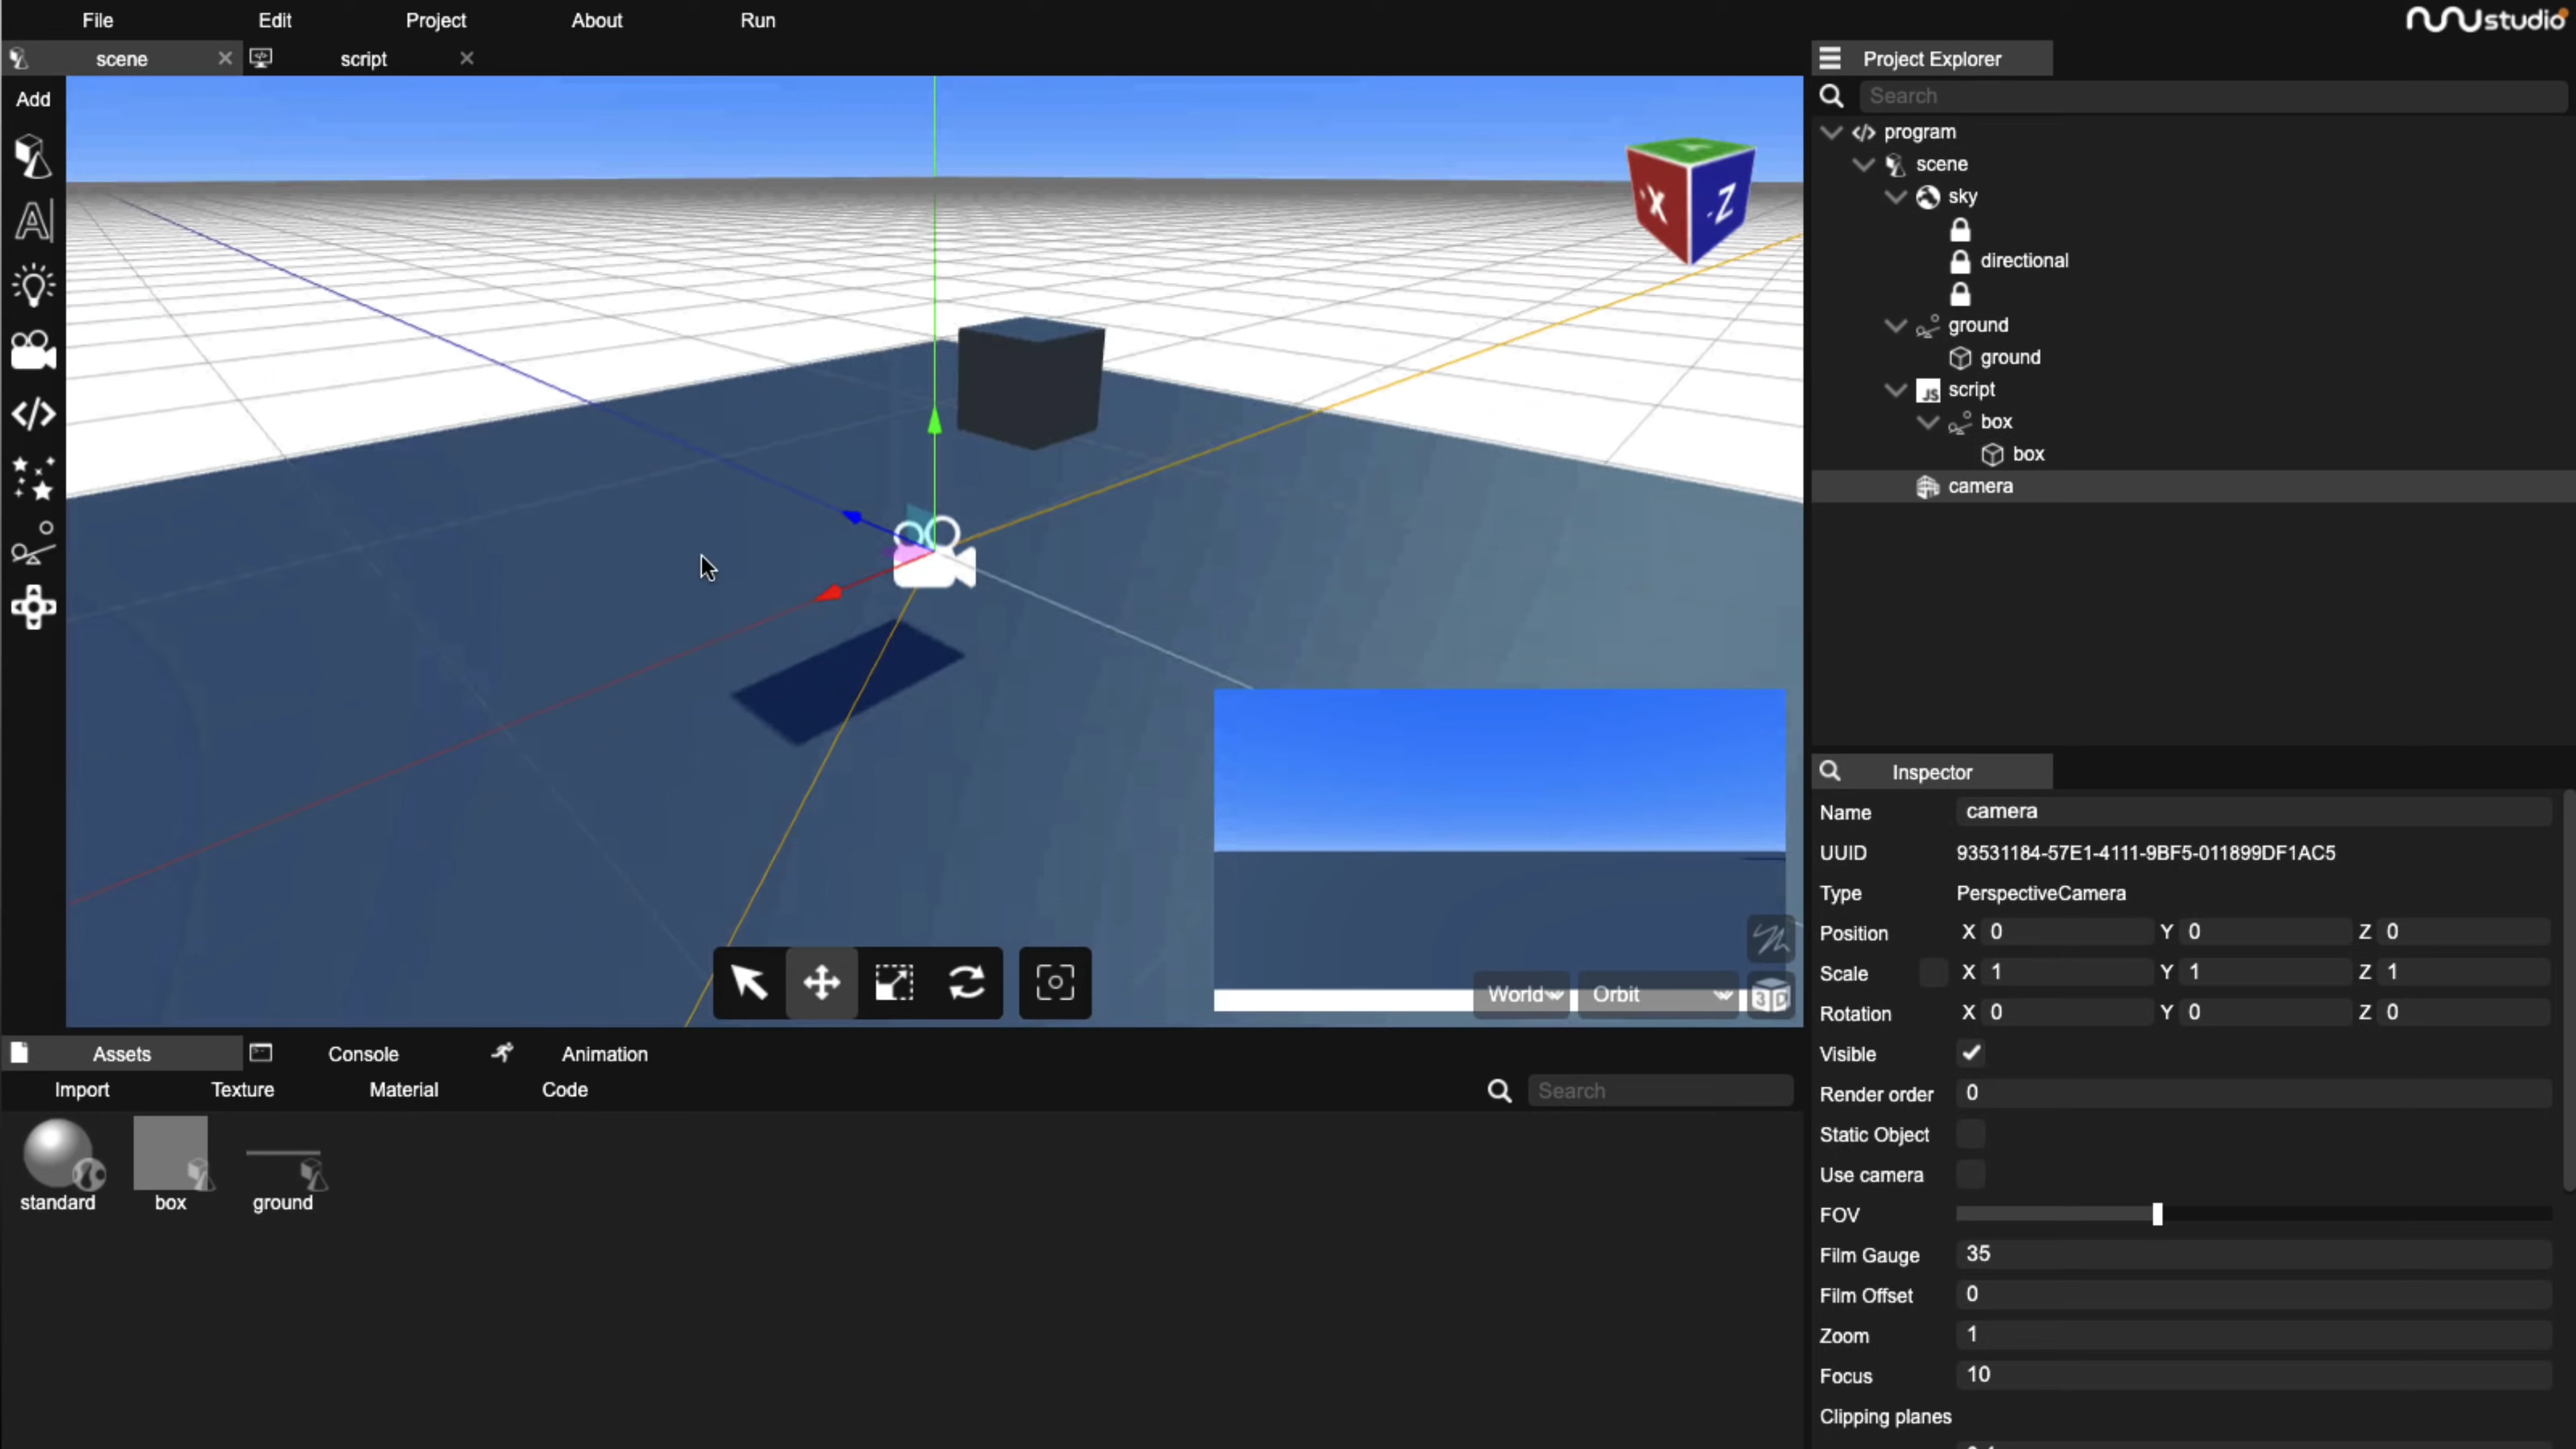 File Edit Project About Run
nunustudio
scene script
Project Explorer
Add
Search
program
scene
sky
directional
ground
ground
script
box
box
camera
-X -Z
World Orbit
3D
Inspector
Name camera
UUID 93531184-57E1-4111-9BF5-011899DF1AC5
Type PerspectiveCamera
Position X 0 Y 0 Z 0
Scale X 1 Y 1 Z 1
Rotation X 0 Y 0 Z 0
Visible
Render order 0
Static Object
Use camera
FOV
Film Gauge 35
Film Offset 0
Zoom 1
Focus 10
Clipping planes
Assets Console Animation
Import Texture Material Code
Search
standard box ground